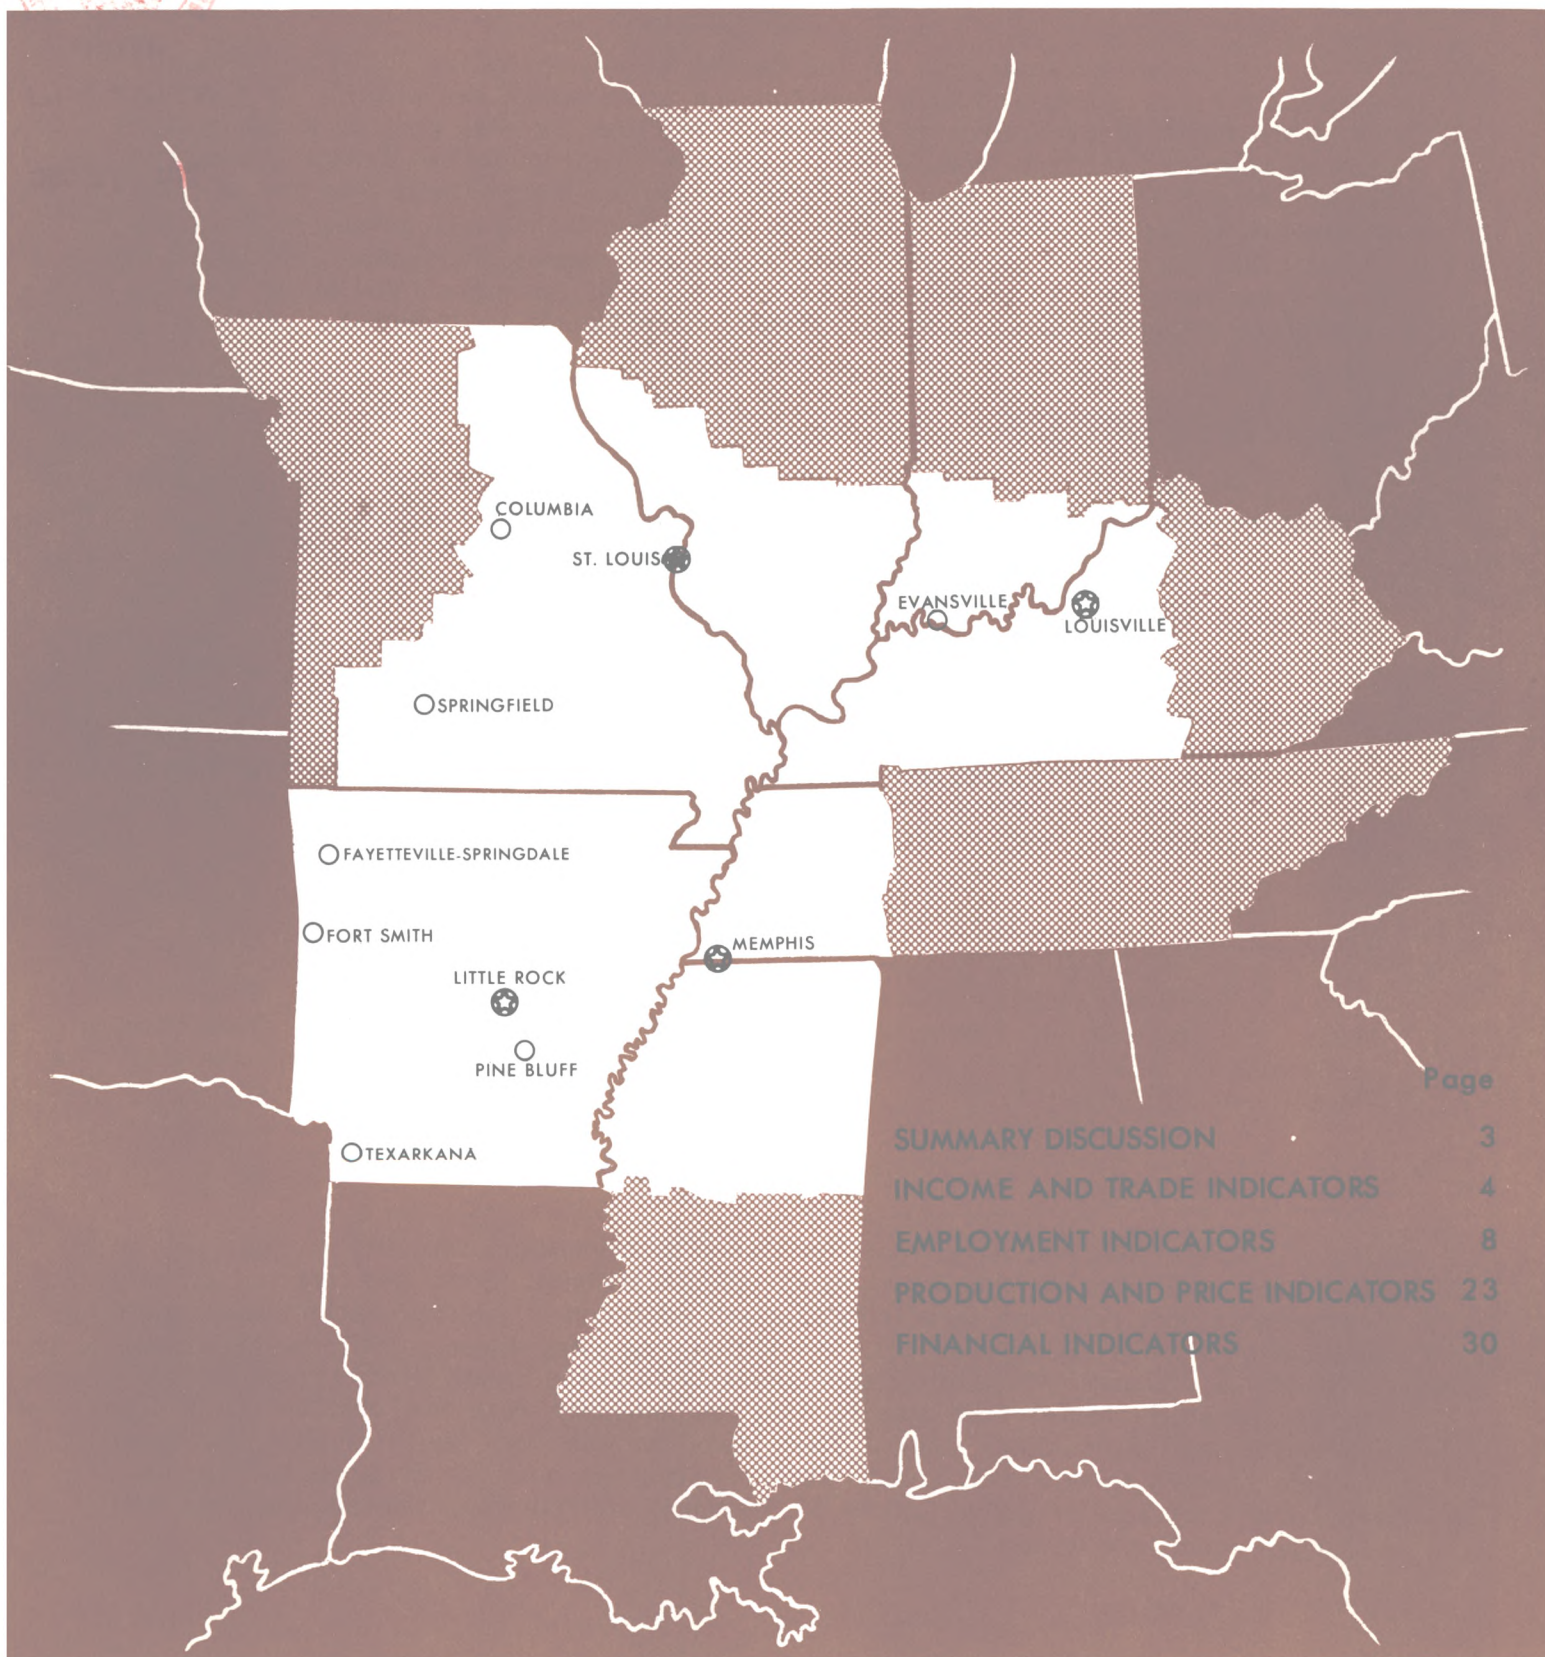 COLUMBIA
ST. LOUIS
EVANSVILLE
LOUISVILLE
SPRINGFIELD
FAYETTEVILLE-SPRINGDALE
FORT SMITH
MEMPHIS
LITTLE ROCK
PINE BLUFF
TEXARKANA
Page
SUMMARY DISCUSSION 3
INCOME AND TRADE INDICATORS 4
EMPLOYMENT INDICATORS 8
PRODUCTION AND PRICE INDICATORS 23
FINANCIAL INDICATORS 30